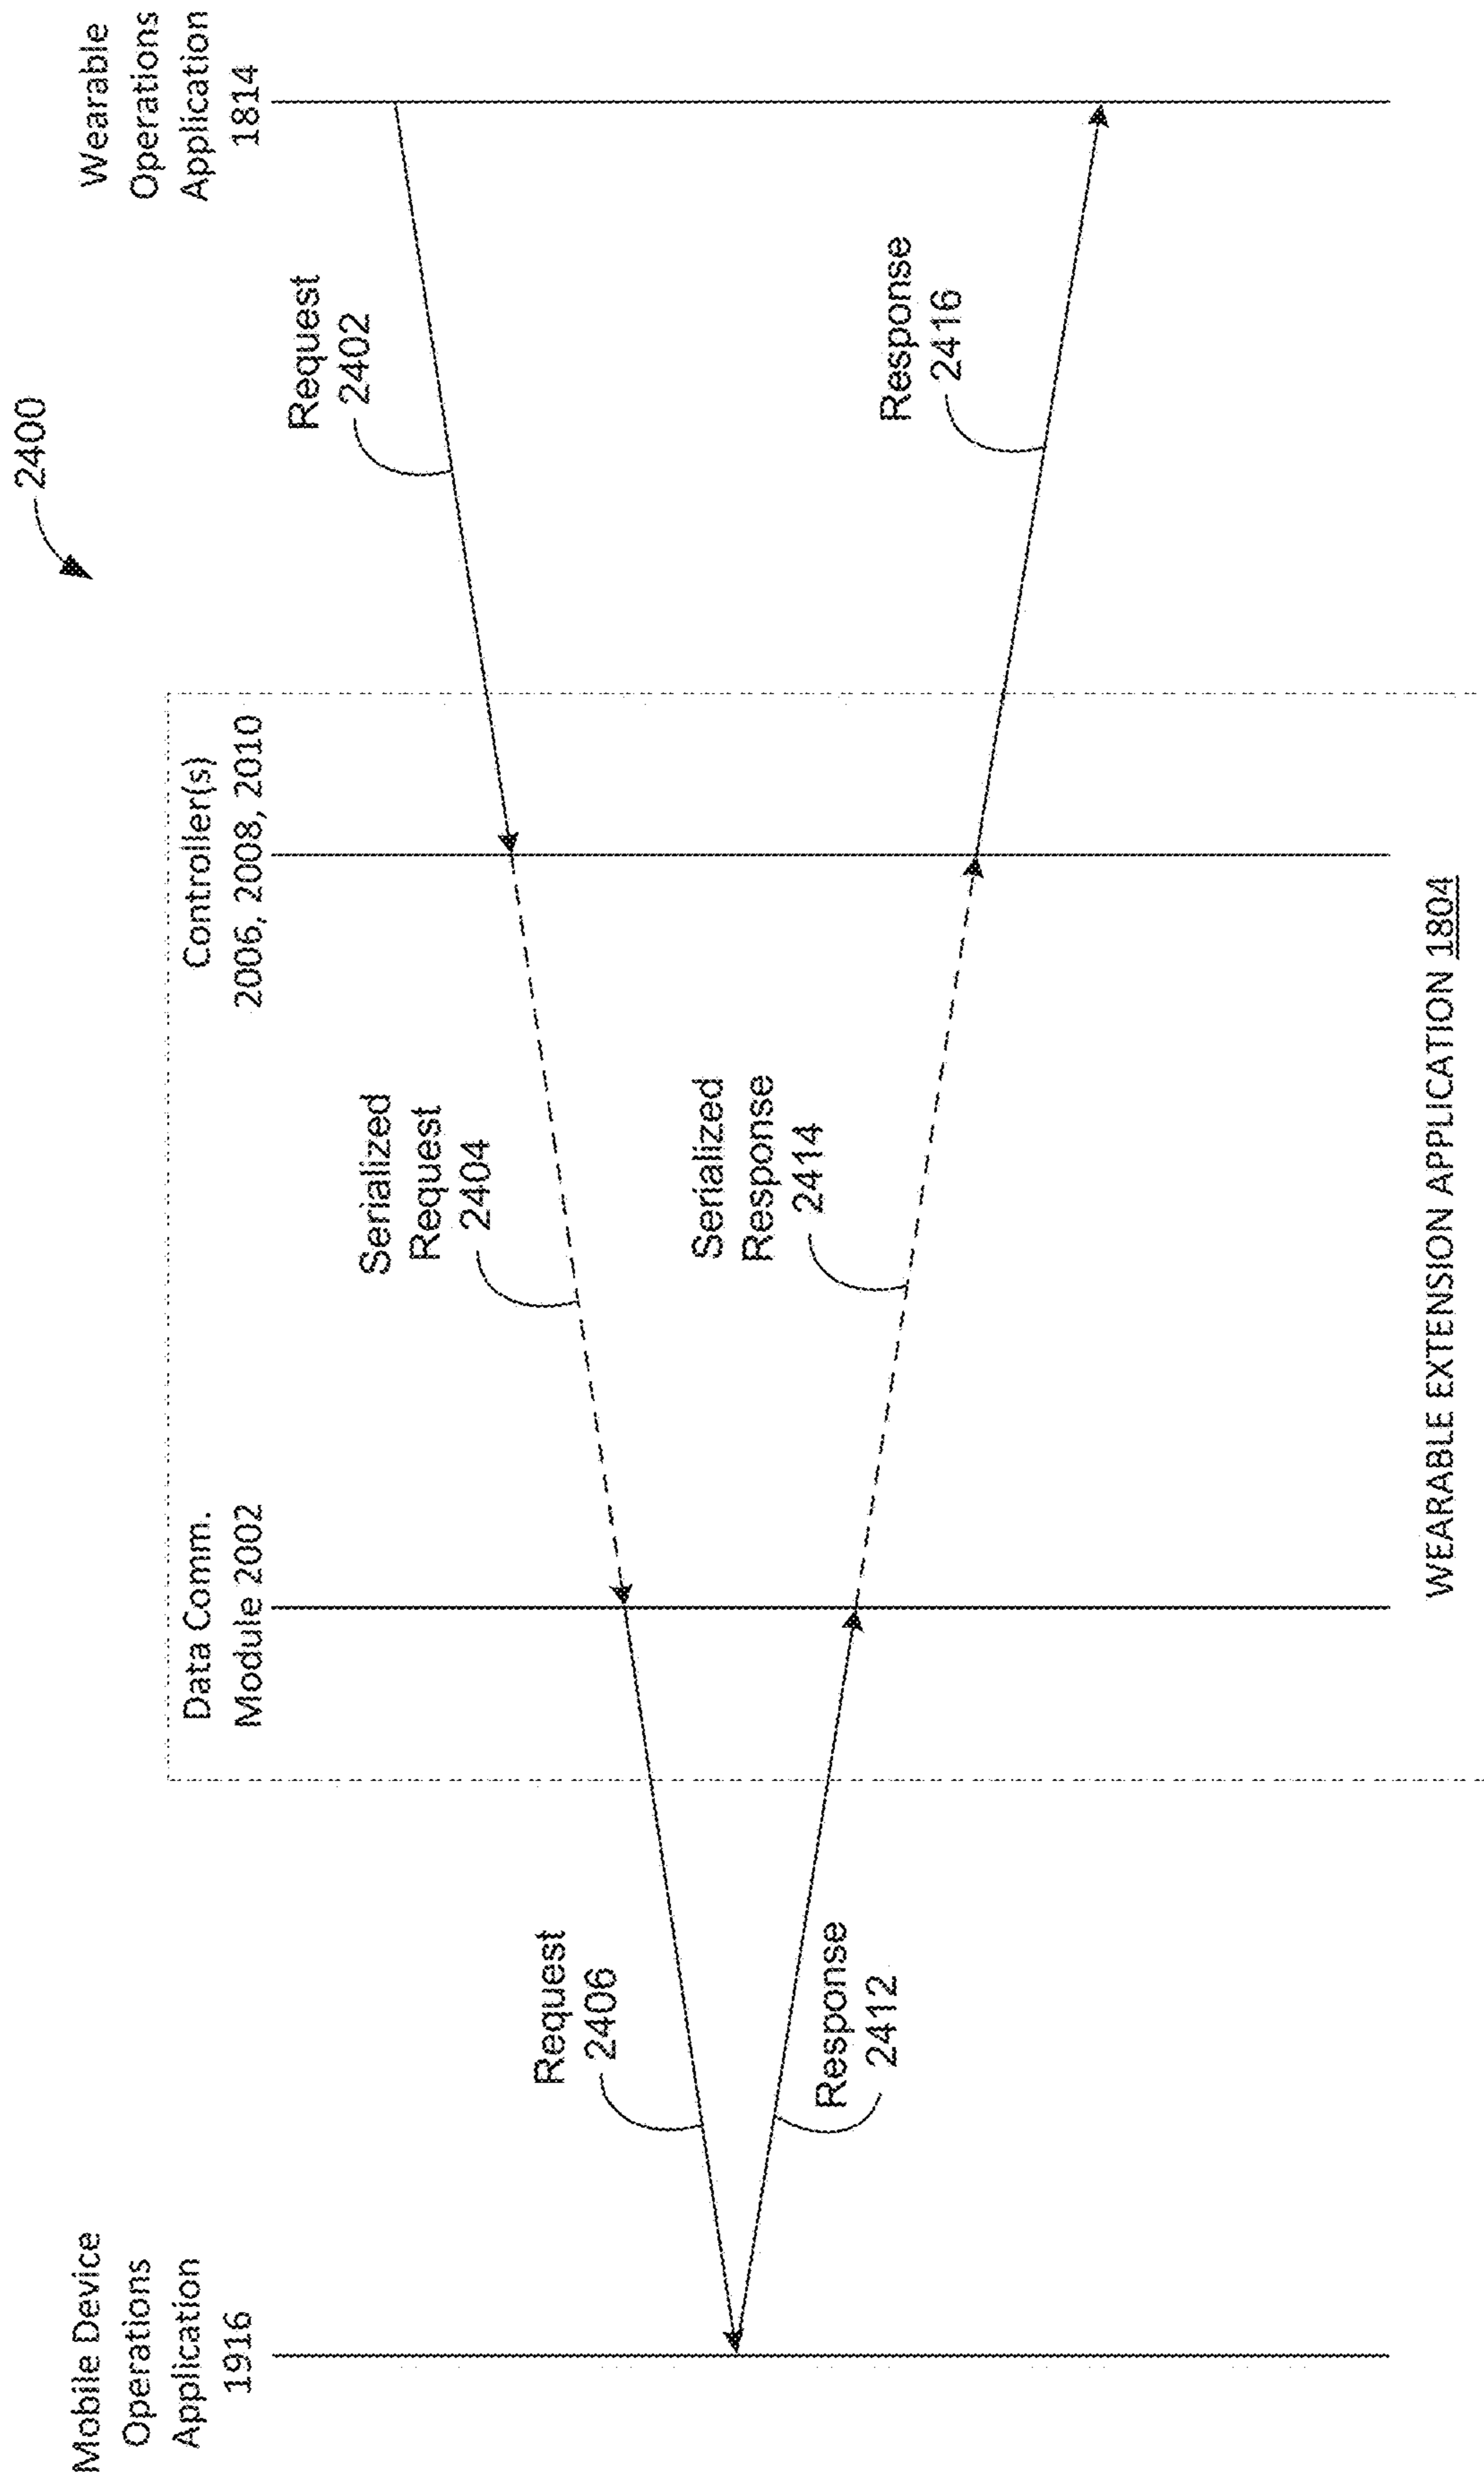 2400
Mobile Device
Operations
Application
1916
Data Comm.
Module 2002
Controller(s)
2006, 2008, 2010
Wearable
Operations
Application
1814
Request
2402
Serialized
Request
2404
Request
2406
Response
2412
Serialized
Response
2414
Response
2416
WEARABLE EXTENSION APPLICATION 1804